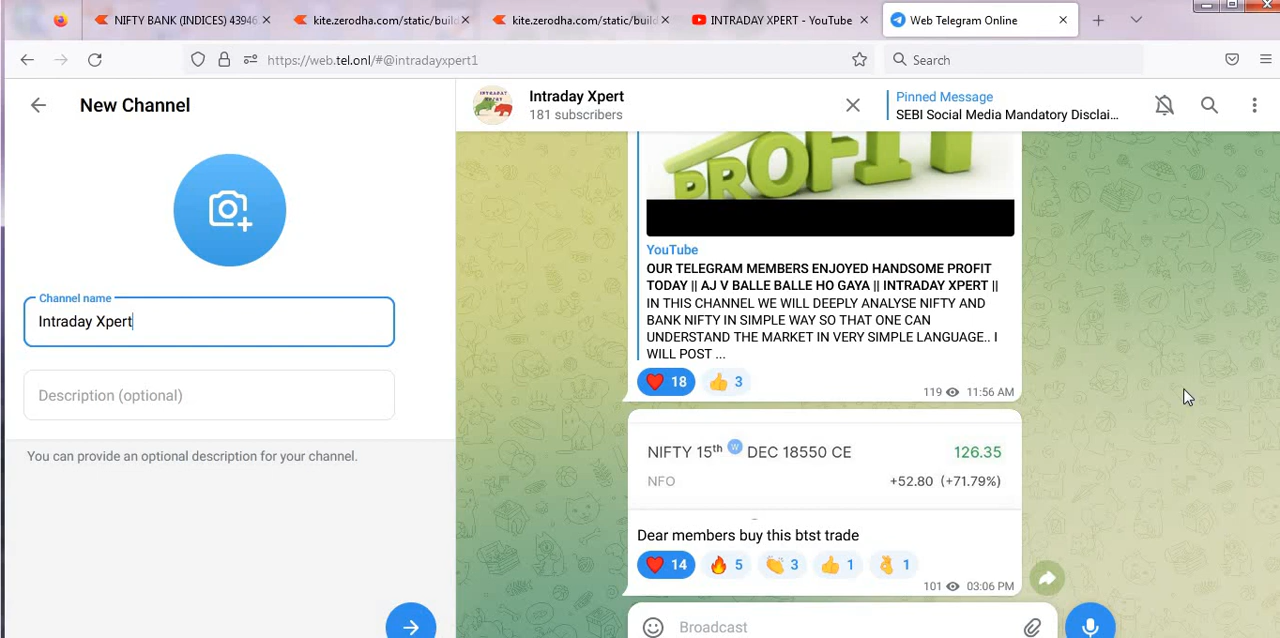 NIFTY BANK (INDICES) 43946
kite.zerodha.com/static/build
kite.zerodha.com/static/build
INTRADAY XPERT - YouTube
Web Telegram Online
https://web.tel.onl/#@intradayxpert1
Search
New Channel
Channel name
Intraday Xpert
Description (optional)
You can provide an optional description for your channel.
Intraday Xpert
181 subscribers
Pinned Message
SEBI Social Media Mandatory Disclai...
PROFIT
YouTube
OUR TELEGRAM MEMBERS ENJOYED HANDSOME PROFIT
TODAY || AJ V BALLE BALLE HO GAYA || INTRADAY XPERT ||
IN THIS CHANNEL WE WILL DEEPLY ANALYSE NIFTY AND
BANK NIFTY IN SIMPLE WAY SO THAT ONE CAN
UNDERSTAND THE MARKET IN VERY SIMPLE LANGUAGE.. I
WILL POST ...
18 3
119 11:56 AM
NIFTY 15th W DEC 18550 CE 126.35
NFO +52.80 (+71.79%)
Dear members buy this btst trade
14 5 3 1 1
101 03:06 PM
Broadcast